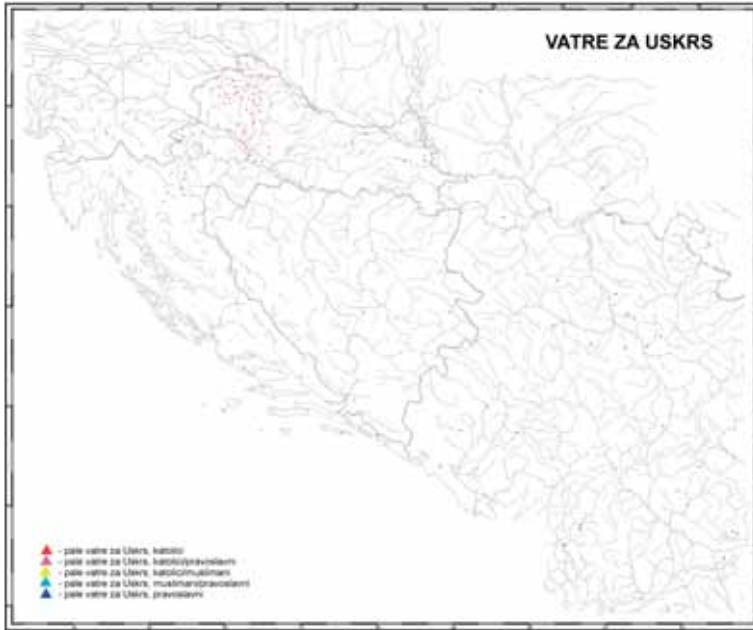 VATRE ZA USKRS
- pale vatre za Uskrs, katolici
- pale vatre za Uskrs, katolici/pravoslavni
- pale vatre za Uskrs, katolici/muslimani
- pale vatre za Uskrs, muslimani/pravoslavni
- pale vatre za Uskrs, pravoslavni